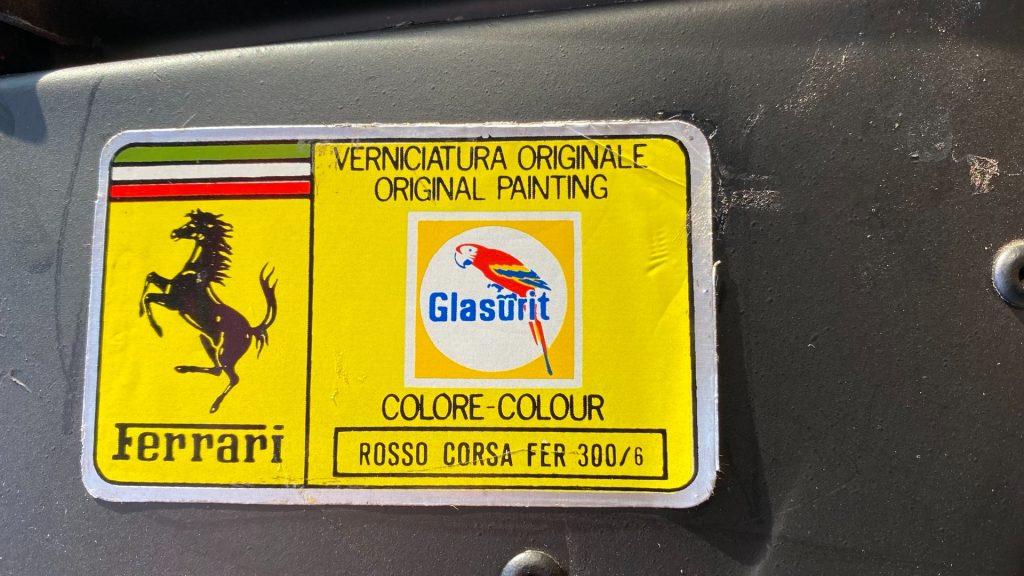 VERNICIATURA ORIGINALE
ORIGINAL PAINTING
Glasurit
COLORE-COLOUR
ROSSO CORSA FER 300/6
Ferrari